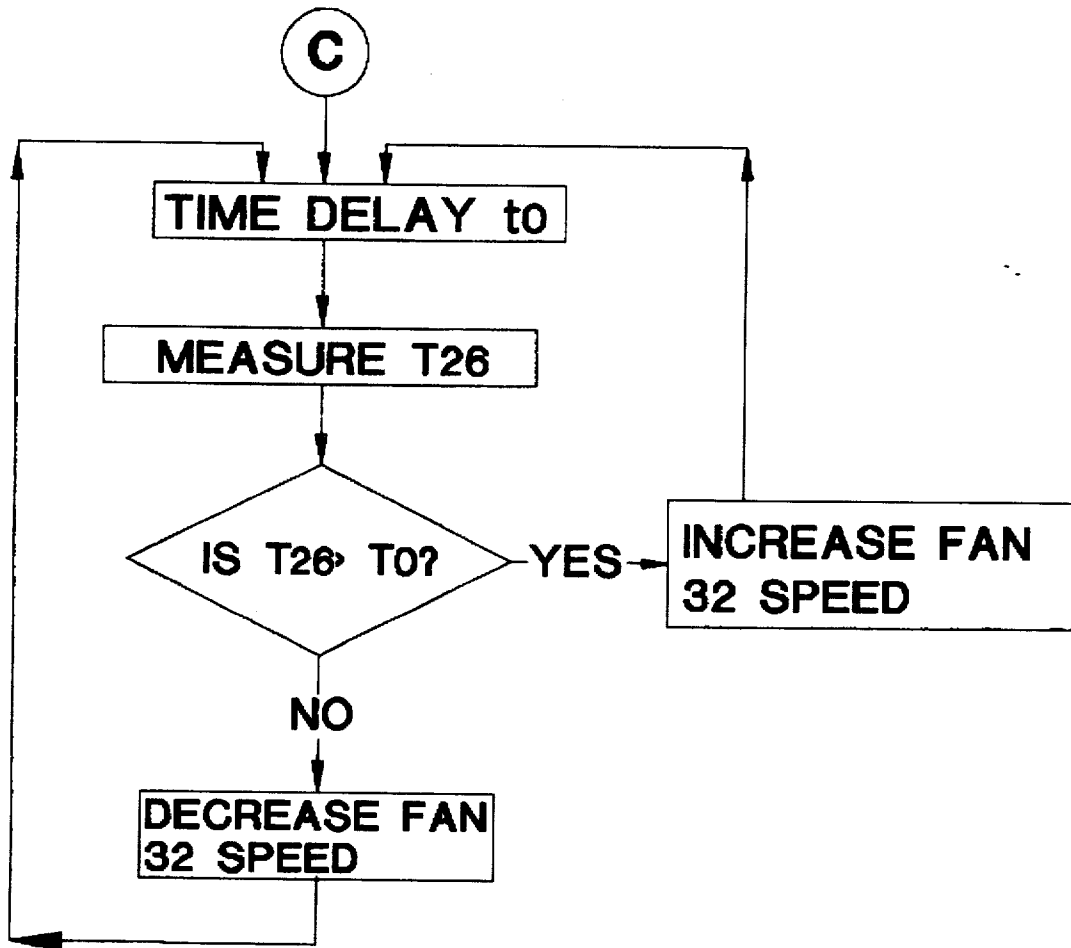 C
TIME DELAY to
MEASURE T26
IS T26> T0?
YES
INCREASE FAN
32 SPEED
NO
DECREASE FAN
32 SPEED